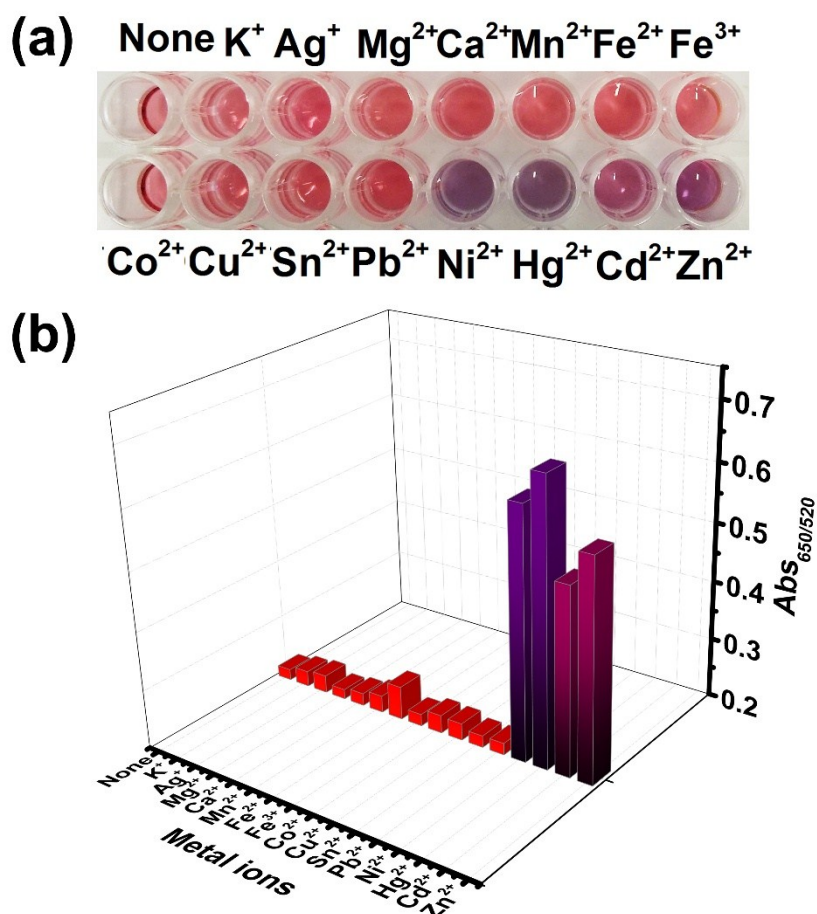 (a)
None K⁺ Ag⁺ Mg²⁺ Ca²⁺ Mn²⁺ Fe²⁺ Fe³⁺
Co²⁺ Cu²⁺ Sn²⁺ Pb²⁺ Ni²⁺ Hg²⁺ Cd²⁺ Zn²⁺
(b)
0.7
0.6
0.5
0.4
0.3
0.2
Abs650/520
None
K⁺
Ag⁺
Mg²⁺
Ca²⁺
Mn²⁺
Fe²⁺
Fe³⁺
Co²⁺
Cu²⁺
Sn²⁺
Pb²⁺
Ni²⁺
Hg²⁺
Cd²⁺
Zn²⁺
Metal ions